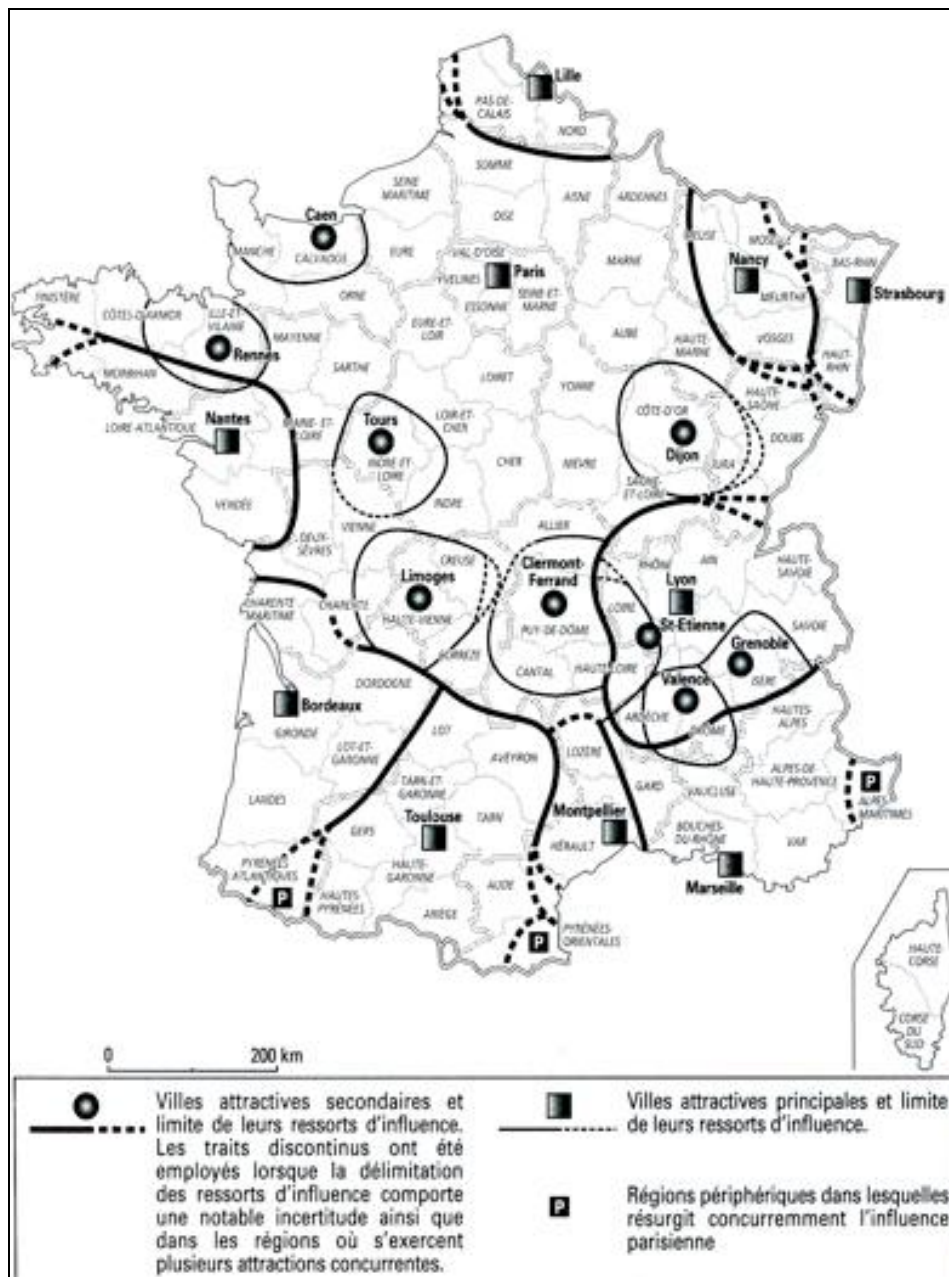 Lille
PAS-DE-
CALAIS
NORD
SOMME
SEINE
MARITIME
AISNE
ARDENNES
OISE
Caen
MANCHE
CALVADOS
EURE
VAL-D'OISE
YVELINES
Paris
ESSONNE
SEINE-ET-
MARNE
MARNE
MEUSE
MOSELLE
BAS-RHIN
Nancy
MEURTHE
Strasbourg
FINISTÈRE
CÔTES-D'ARMOR
ILLE-ET-
VILAINE
Rennes
MORBIHAN
MAYENNE
ORNE
SARTHE
EURE-ET-
LOIR
AUBE
HAUTE-
MARNE
VOSGES
HAUT-
RHIN
LOIRET
YONNE
HAUTE-
SAÔNE
LOIRE-ATLANTIQUE
Nantes
MAINE-ET-
LOIRE
Tours
INDRE-ET
LOIRE
LOIR-ET-
CHER
CHER
NIÈVRE
CÔTE-D'OR
Dijon
DOUBS
JURA
SAÔNE-
ET-LOIRE
VENDÉE
DEUX-
SÈVRES
VIENNE
INDRE
ALLIER
CREUSE
Limoges
HAUTE-VIENNE
Clermont-
Ferrand
PUY-DE-DÔME
RHÔNE
AIN
HAUTE-
SAVOIE
Lyon
LOIRE
St-Etienne
SAVOIE
CHARENTE
MARITIME
CHARENTE
CORRÈZE
CANTAL
HAUTE-LOIRE
Grenoble
ISÈRE
Valence
ARDÈCHE
DRÔME
HAUTES-
ALPES
DORDOGNE
Bordeaux
GIRONDE
LOT
LOT-ET-
GARONNE
AVEYRON
LOZÈRE
GARD
VAUCLUSE
ALPES-DE-
HAUTE-PROVENCE
P
ALPES
MARITIMES
LANDES
TARN-ET-
GARONNE
GERS
Toulouse
TARN
Montpellier
HÉRAULT
BOUCHES-
DU-RHÔNE
VAR
Marseille
PYRÉNÉES
ATLANTIQUES
P
HAUTES-
PYRÉNÉES
HAUTE-
GARONNE
AUDE
ARIÈGE
P
PYRÉNÉES-
ORIENTALES
HAUTE
CORSE
CORSE
DU
SUD
0 200 km
Villes attractives secondaires et
limite de leurs ressorts d'influence.
Les traits discontinus ont été
employés lorsque la délimitation
des ressorts d'influence comporte
une notable incertitude ainsi que
dans les régions où s'exercent
plusieurs attractions concurrentes.
Villes attractives principales et limite
de leurs ressorts d'influence.
P
Régions périphériques dans lesquelles
résurgit concurremment l'influence
parisienne